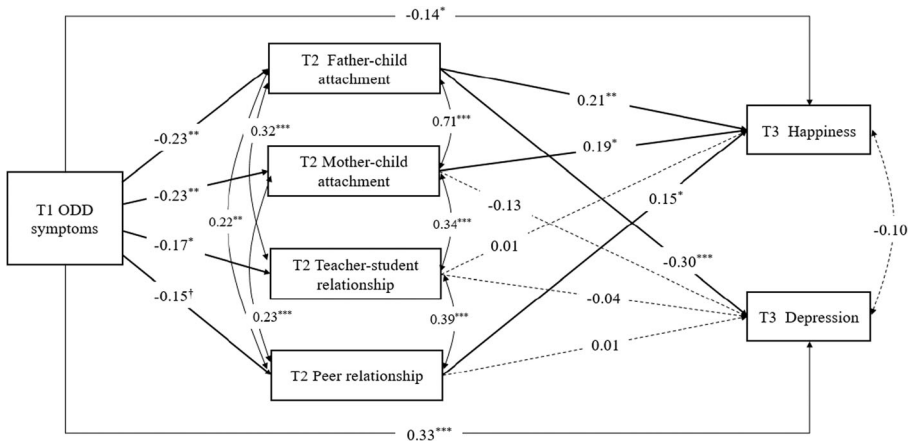 -0.14*
T2 Father-child
attachment
0.21**
-0.23**
0.32***
0.71***
T3 Happiness
0.19*
T2 Mother-child
attachment
-0.23**
T1 ODD
symptoms
0.15*
-0.13
0.22**
0.34***
-0.10
-0.17*
0.01
T2 Teacher-student
relationship
-0.30***
-0.15†
-0.04
0.23***
0.39***
T3 Depression
0.01
T2 Peer relationship
0.33***